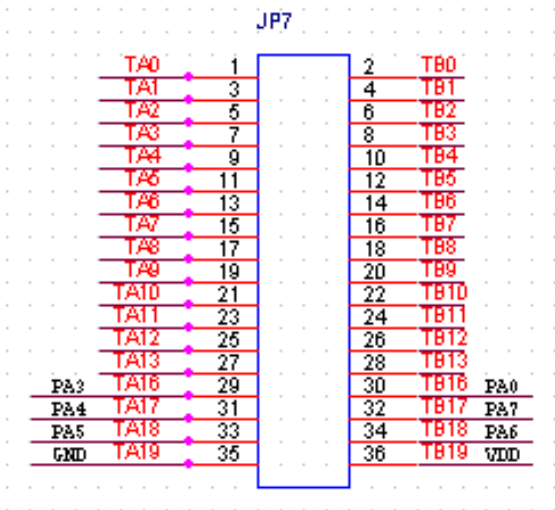 JP7
TA0 1 2 TB0
TA1 3 4 TB1
TA2 5 6 TB2
TA3 7 8 TB3
TA4 9 10 TB4
TA5 11 12 TB5
TA6 13 14 TB6
TA7 15 16 TB7
TA8 17 18 TB8
TA9 19 20 TB9
TA10 21 22 TB10
TA11 23 24 TB11
TA12 25 26 TB12
TA13 27 28 TB13
PA3 TA16 29 30 TB16 PA0
PA4 TA17 31 32 TB17 PA7
PA5 TA18 33 34 TB18 PA6
GND TA19 35 36 TB19 VDD